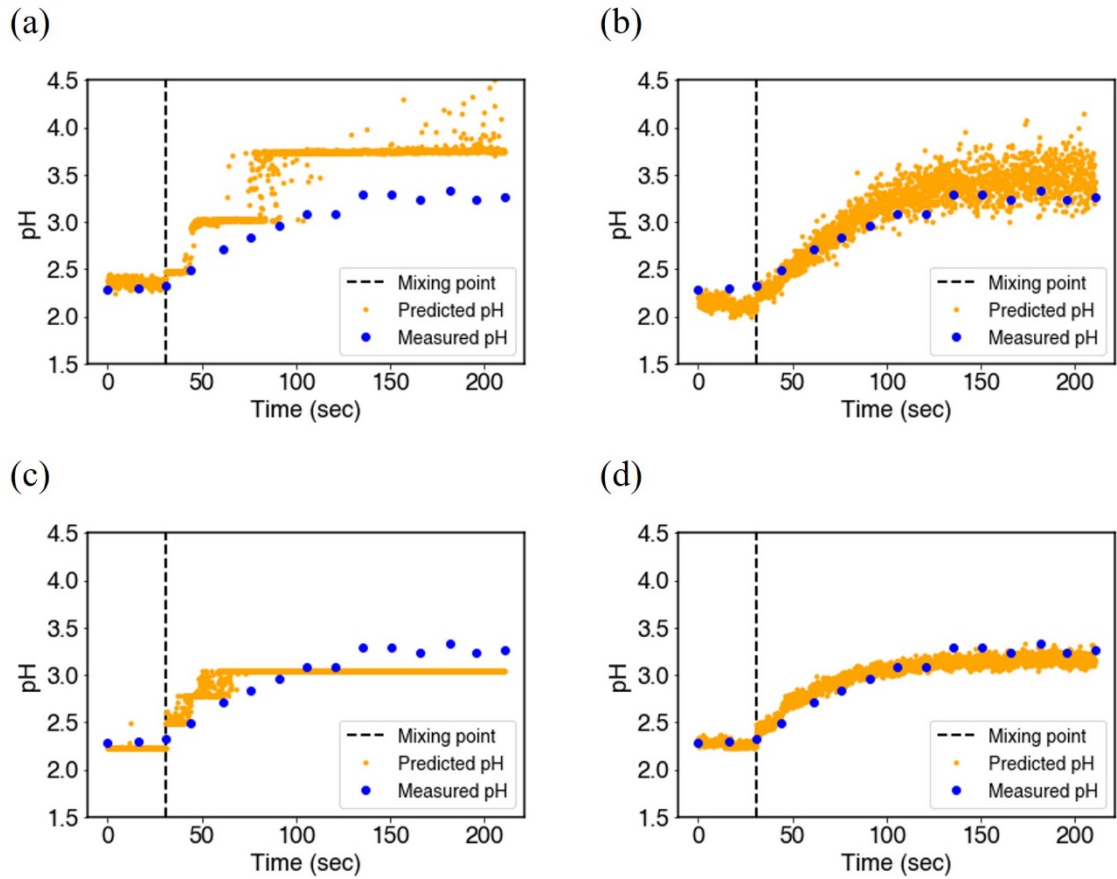 (a)
4.5
4.0
3.5
3.0
2.5
2.0
1.5
pH
0 50 100 150 200
Time (sec)
Mixing point
Predicted pH
Measured pH
(b)
4.5
4.0
3.5
3.0
2.5
2.0
1.5
pH
0 50 100 150 200
Time (sec)
Mixing point
Predicted pH
Measured pH
(c)
4.5
4.0
3.5
3.0
2.5
2.0
1.5
pH
0 50 100 150 200
Time (sec)
Mixing point
Predicted pH
Measured pH
(d)
4.5
4.0
3.5
3.0
2.5
2.0
1.5
pH
0 50 100 150 200
Time (sec)
Mixing point
Predicted pH
Measured pH